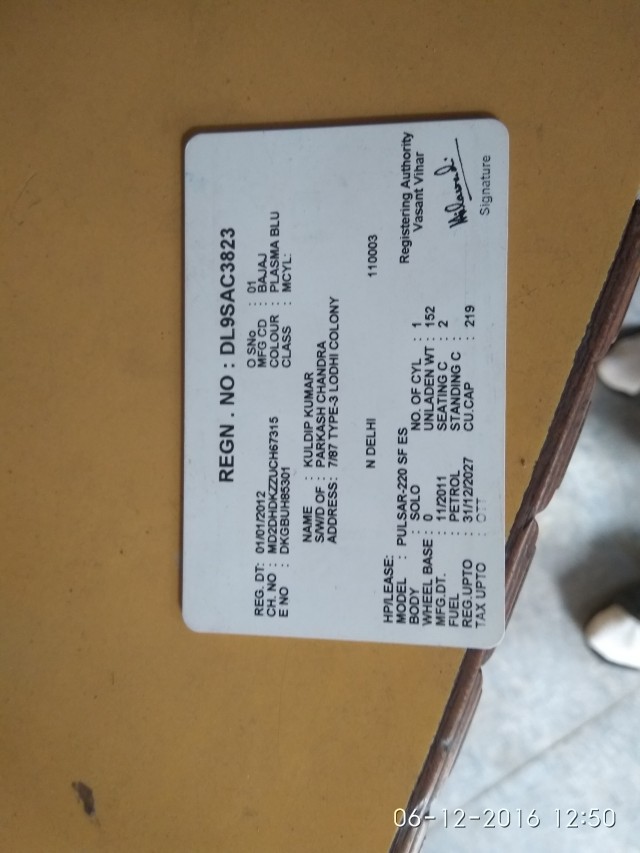 REGN . NO : DL9SAC3823
REG. DT: 01/01/2012 O SNo : 01
CH. NO : MD2DHDKZZUCH67315 MFG CD : BAJAJ
E NO : DKGBUH85301 COLOUR : PLASMA BLU
CLASS : MCYL:
NAME : KULDIP KUMAR
S/W/D OF : PARKASH CHANDRA
ADDRESS: 7/87 TYPE-3 LODHI COLONY
N DELHI 110003
HP/LEASE:
MODEL : PULSAR-220 SF ES
BODY : SOLO NO. OF CYL : 1
WHEEL BASE : 0 UNLADEN WT : 152
MFG.DT. : 11/2011 SEATING C : 2
FUEL : PETROL STANDING C :
REG.UPTO : 31/12/2027 CU.CAP : 219
TAX UPTO : OTT
Registering Authority
Vasant Vihar
Signature
06-12-2016 12:50